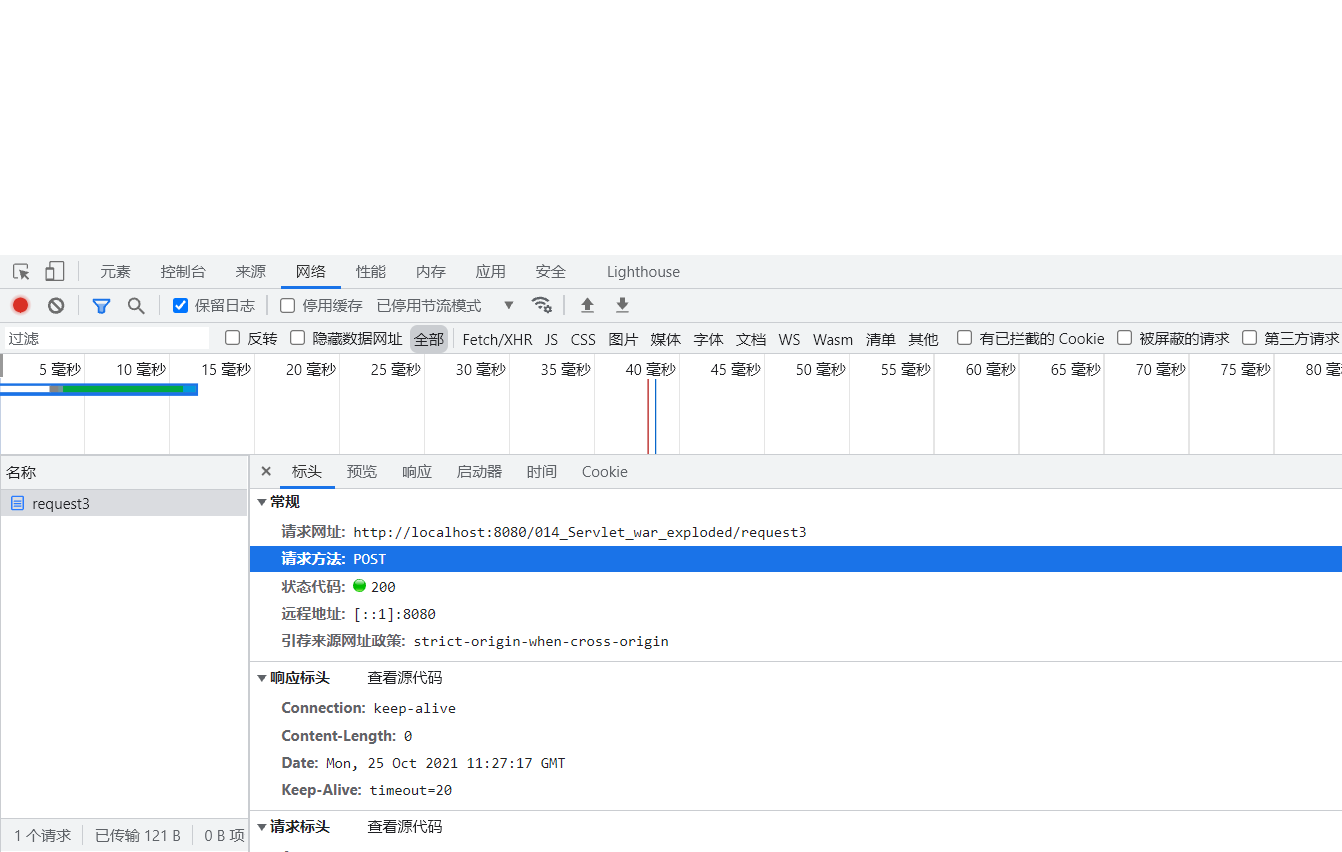 元素 控制台 来源 网络 性能 内存 应用 安全 Lighthouse
保留日志 停用缓存 已停用节流模式
过滤 反转 隐藏数据网址 全部 Fetch/XHR JS CSS 图片 媒体 字体 文档 WS Wasm 清单 其他 有已拦截的 Cookie 被屏蔽的请求 第三方请求
5 毫秒 10 毫秒 15 毫秒 20 毫秒 25 毫秒 30 毫秒 35 毫秒 40 毫秒 45 毫秒 50 毫秒 55 毫秒 60 毫秒 65 毫秒 70 毫秒 75 毫秒 80 毫
名称 × 标头 预览 响应 启动器 时间 Cookie
request3
常规
请求网址: http://localhost:8080/014_Servlet_war_exploded/request3
请求方法: POST
状态代码: 200
远程地址: [::1]:8080
引荐来源网址政策: strict-origin-when-cross-origin
响应标头 查看源代码
Connection: keep-alive
Content-Length: 0
Date: Mon, 25 Oct 2021 11:27:17 GMT
Keep-Alive: timeout=20
请求标头 查看源代码
1 个请求 已传输 121 B 0 B 项